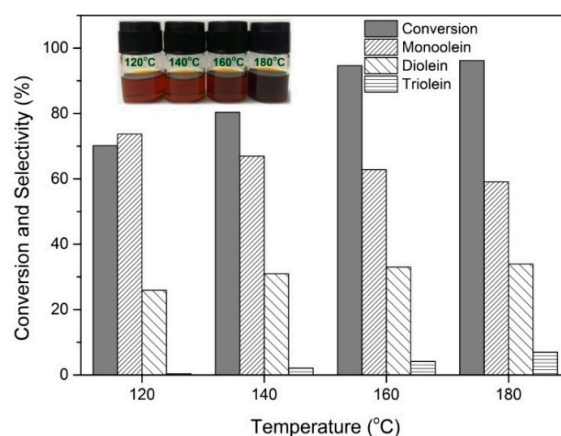 Conversion and Selectivity (%)
100
80
60
40
20
0
120°C 140°C 160°C 180°C
Conversion
Monoolein
Diolein
Triolein
120 140 160 180
Temperature (°C)